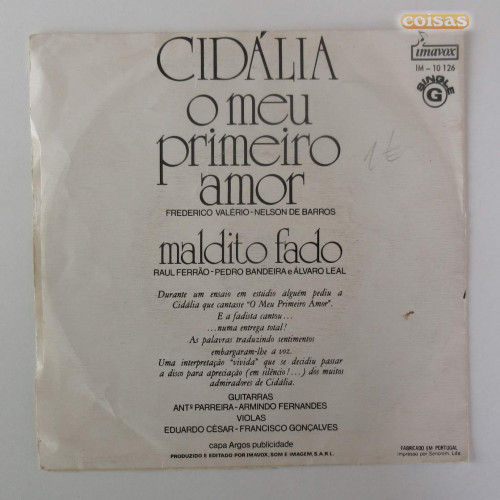 coisas
imavox
IM - 10 126
SINGLE
G
CIDÁLIA
o meu
primeiro
amor
FREDERICO VALÉRIO - NELSON DE BARROS
1€
maldito fado
RAUL FERRÃO - PEDRO BANDEIRA e ÁLVARO LEAL
Durante um ensaio em estúdio alguém pediu a
Cidália que cantasse "O Meu Primeiro Amor".
E a fadista cantou...
...numa entrega total!
As palavras traduzindo sentimentos
embargaram-lhe a voz.
Uma interpretação "vivida" que se decidiu passar
a disco para apreciação (em silêncio!...) dos muitos
admiradores de Cidália.
GUITARRAS
ANTº PARREIRA - ARMINDO FERNANDES
VIOLAS
EDUARDO CÉSAR - FRANCISCO GONÇALVES
capa Argos publicidade
PRODUZIDO E EDITADO POR IMAVOX, SOM E IMAGEM, S.A.R.L.
FABRICADO EM PORTUGAL
Impresso por